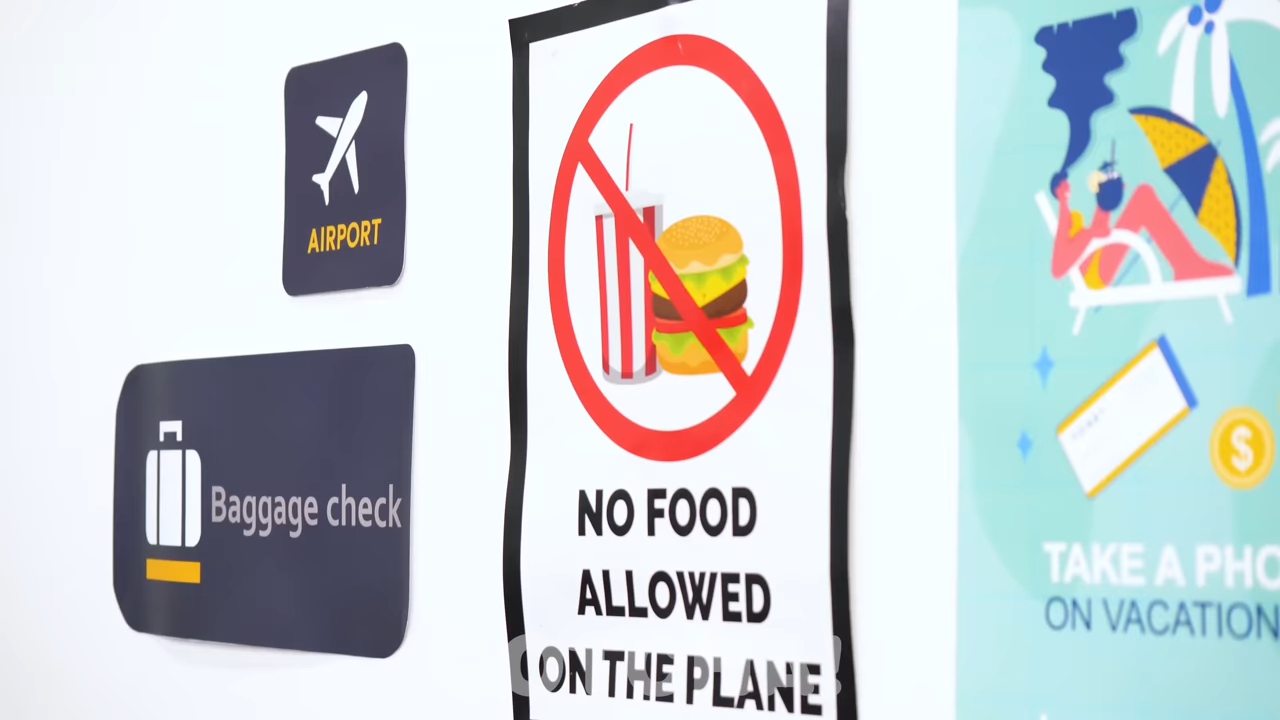 AIRPORT
Baggage check
NO FOOD
ALLOWED
ON THE PLANE
$
TAKE A PHO
ON VACATION